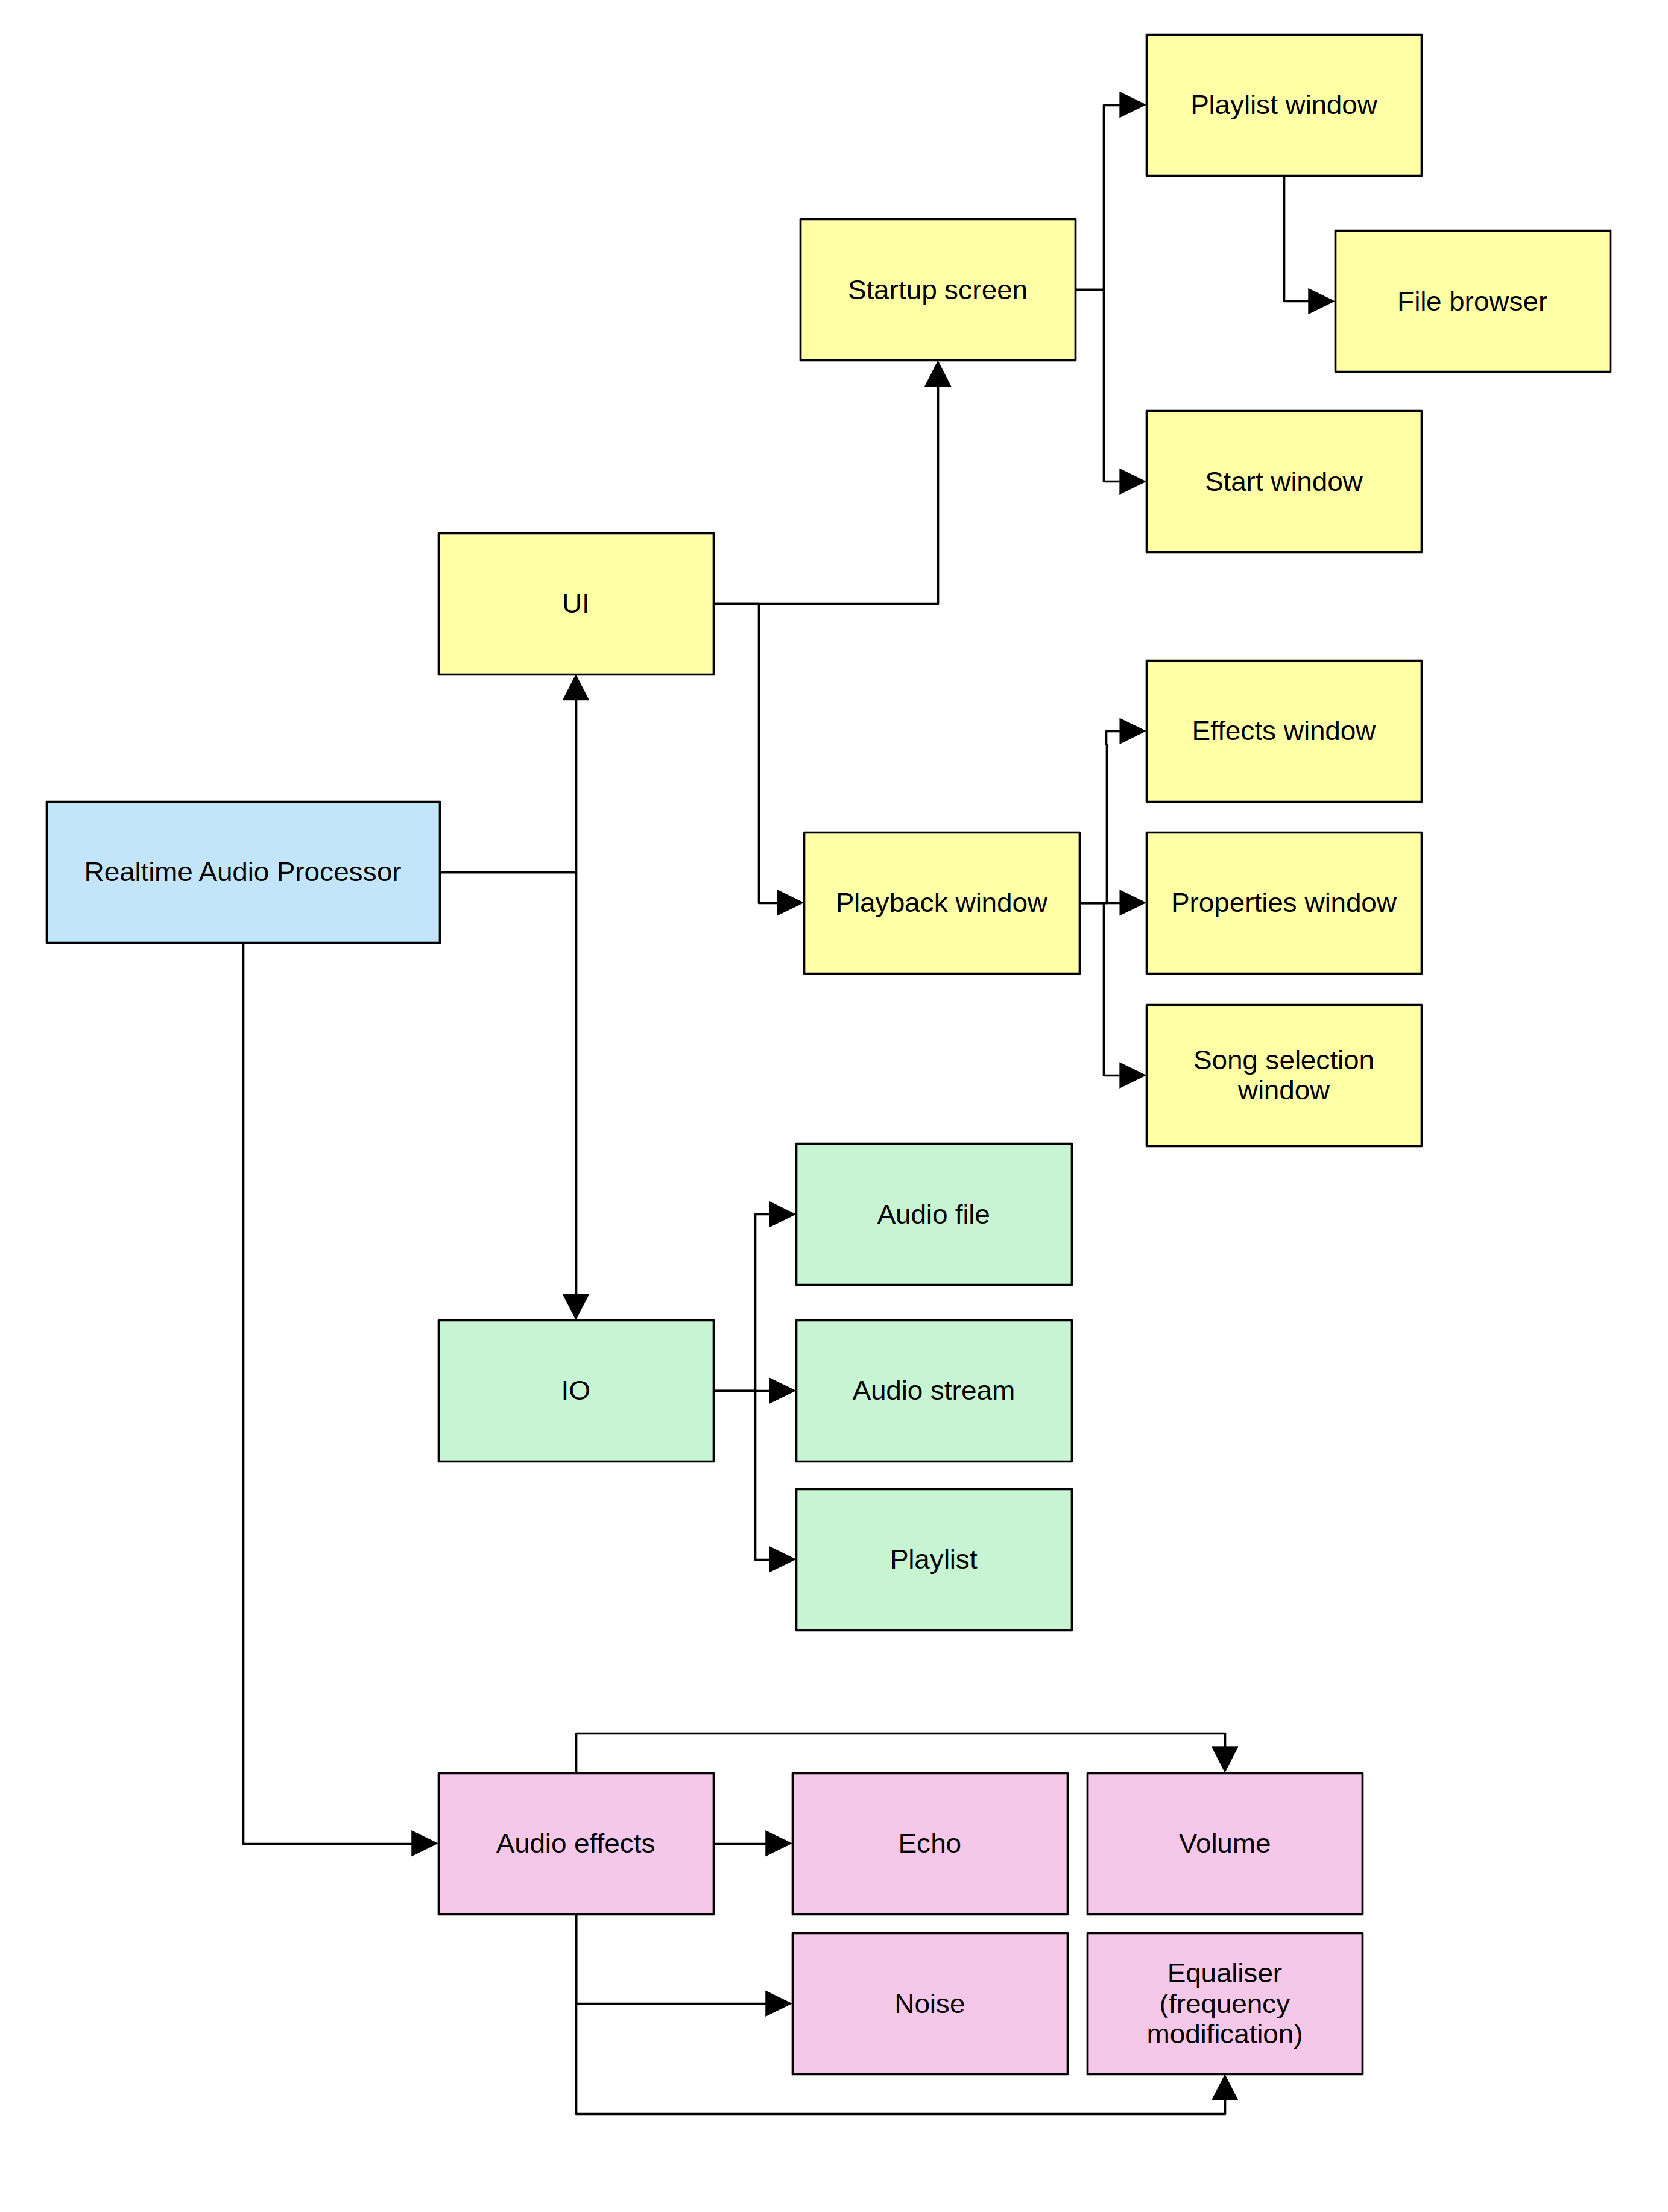 Playlist window
Startup screen
File browser
Start window
UI
Effects window
Realtime Audio Processor
Playback window
Properties window
Song selection
window
Audio file
IO
Audio stream
Playlist
Audio effects
Echo
Volume
Noise
Equaliser
(frequency
modification)